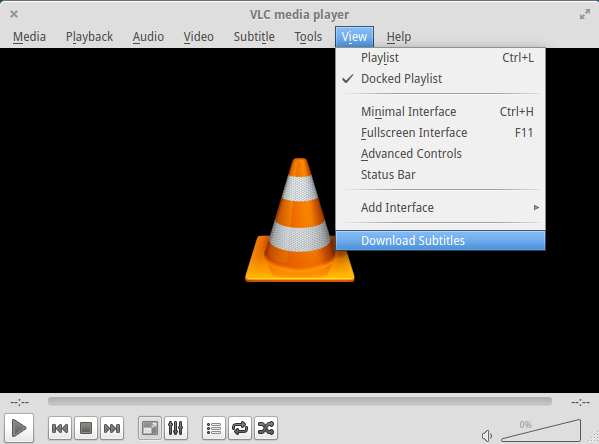 VLC media player
Media Playback Audio Video Subtitle Tools View Help
Playlist Ctrl+L
Docked Playlist
Minimal Interface Ctrl+H
Fullscreen Interface F11
Advanced Controls
Status Bar
Add Interface
Download Subtitles
--:-- --:--
0%